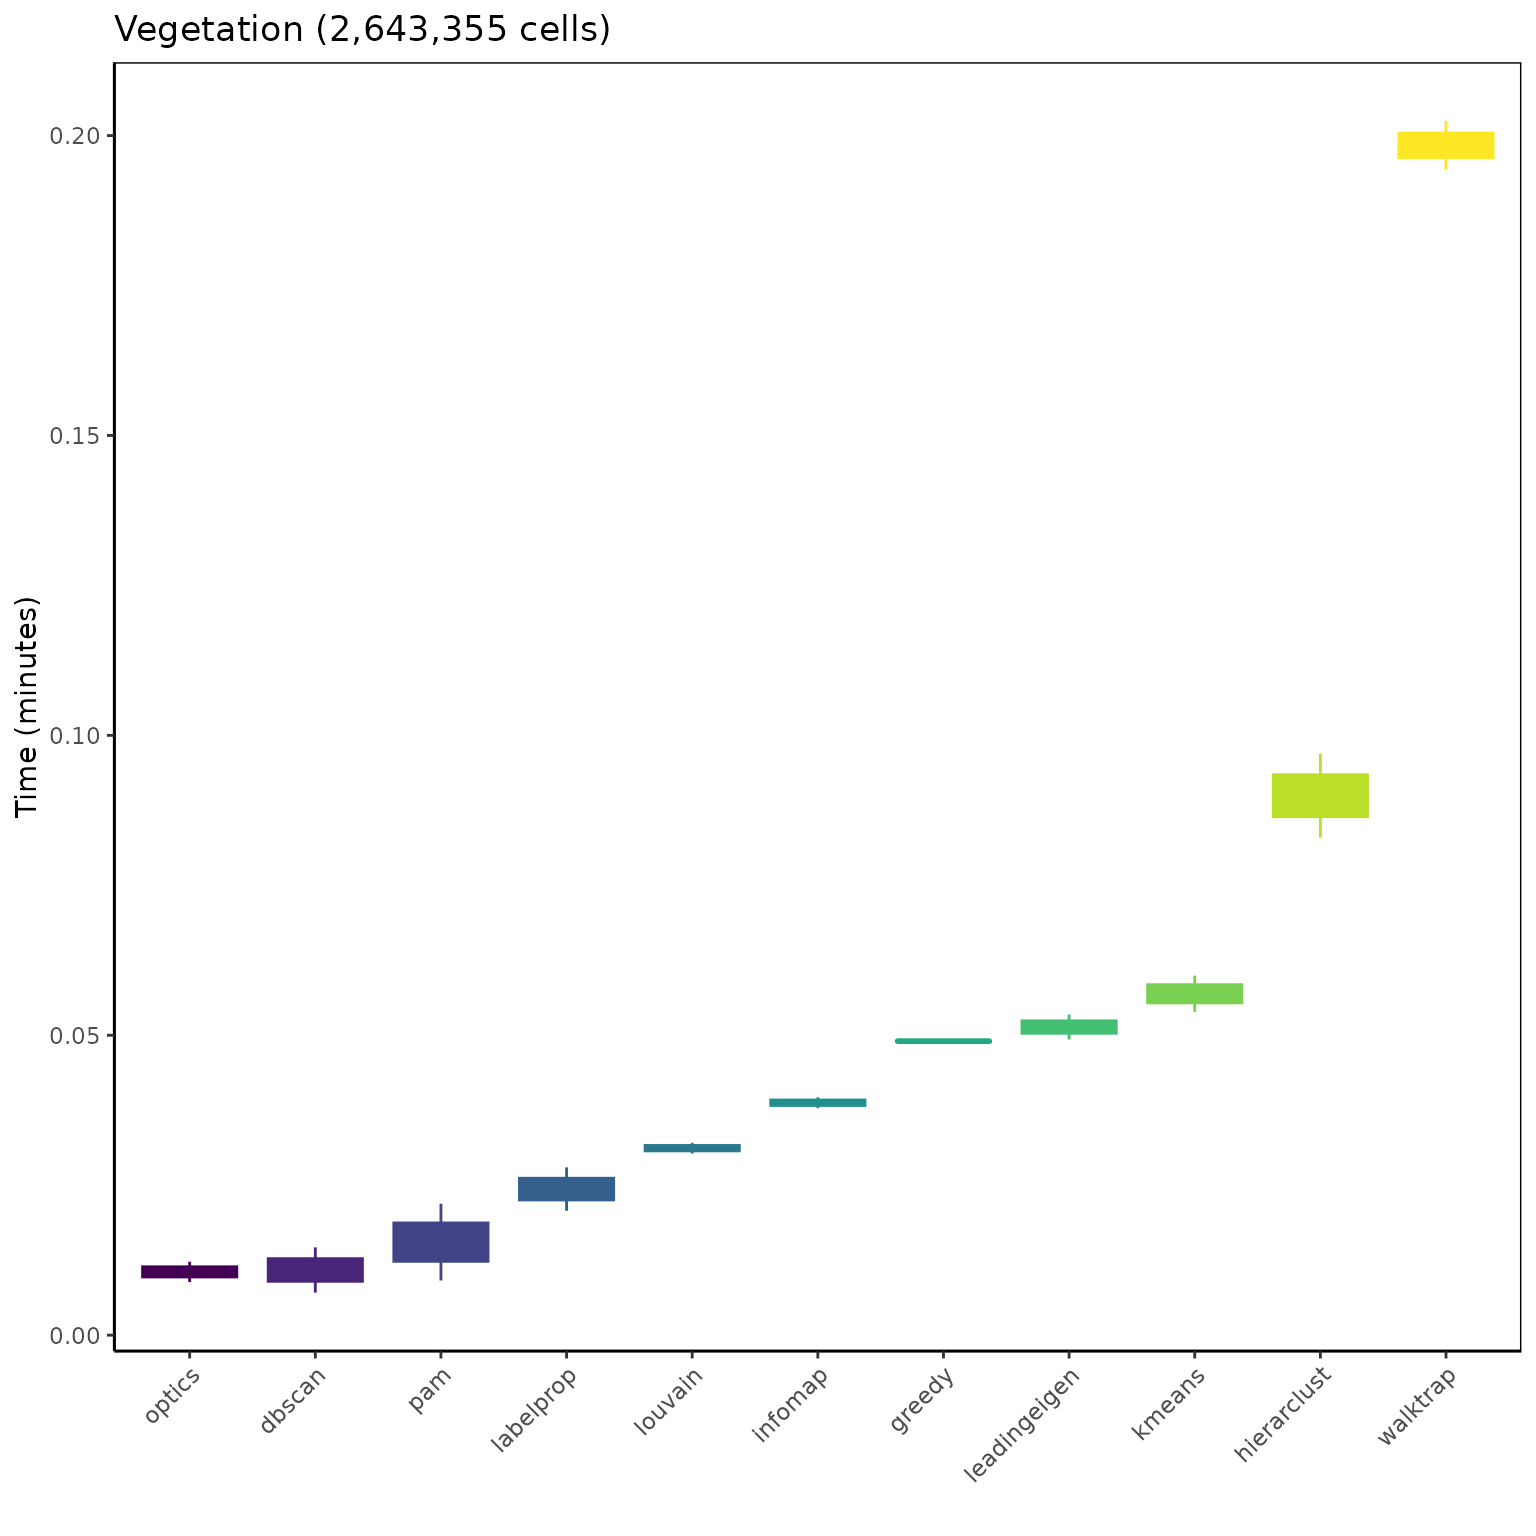 Vegetation (2,643,355 cells)
Time (minutes)
0.20
0.15
0.10
0.05
0.00
optics
dbscan
pam
labelprop
louvain
infomap
greedy
leadingeigen
kmeans
hierarclust
walktrap